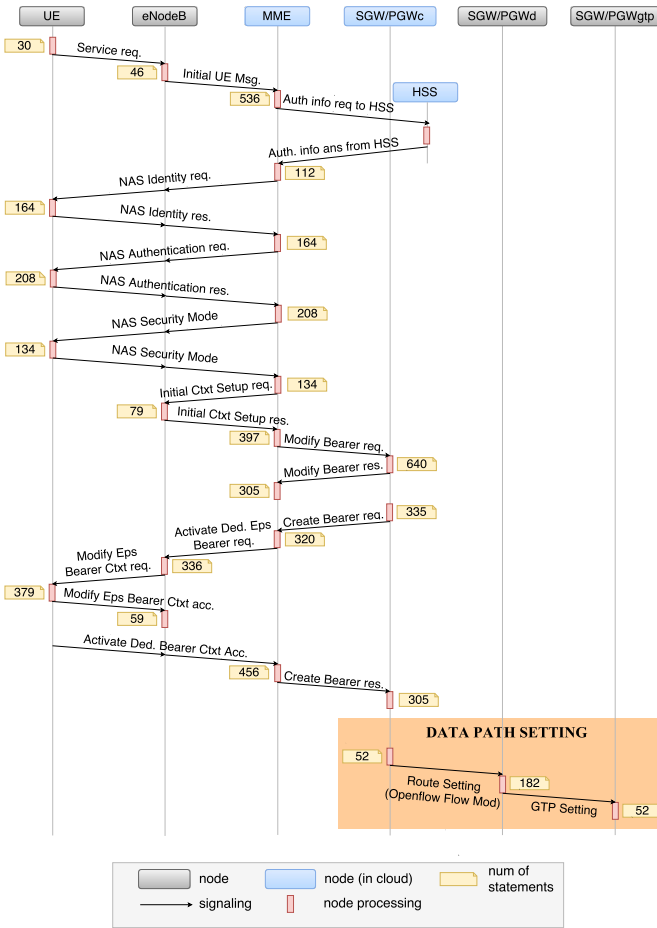 UE
eNodeB
MME
SGW/PGWc
SGW/PGWd
SGW/PGWgtp
30
Service req.
46
Initial UE Msg.
HSS
536
Auth info req to HSS
Auth. info ans from HSS
112
NAS Identity req.
164
NAS Identity res.
164
NAS Authentication req.
208
NAS Authentication res.
208
NAS Security Mode
134
NAS Security Mode
134
Initial Ctxt Setup req.
79
Initial Ctxt Setup res.
397
Modify Bearer req.
640
Modify Bearer res.
305
335
Create Bearer req.
Activate Ded. Eps
Bearer req.
320
Modify Eps
Bearer Ctxt req.
336
379
Modify Eps Bearer Ctxt acc.
59
Activate Ded. Bearer Ctxt Acc.
456
Create Bearer res.
305
DATA PATH SETTING
52
Route Setting
(Openflow Flow Mod)
182
GTP Setting
52
node
node (in cloud)
num of
statements
signaling
node processing